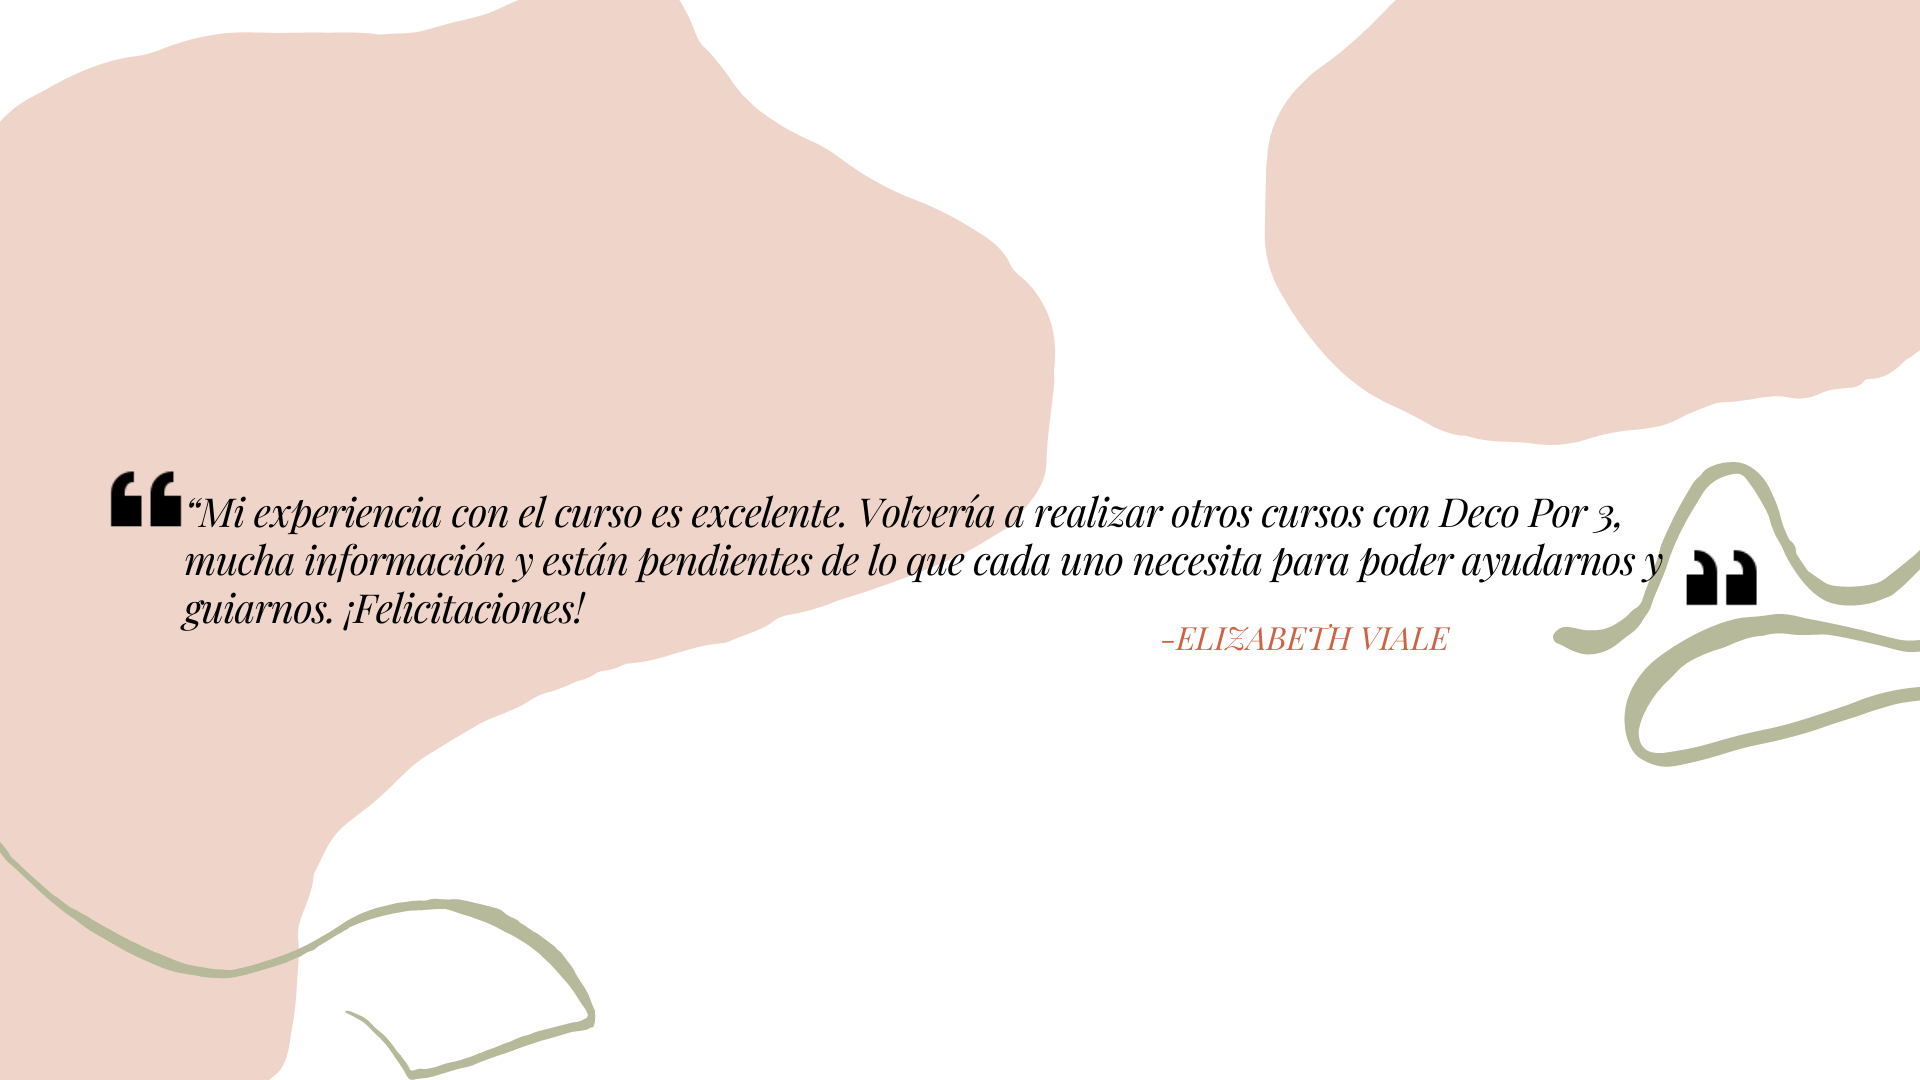 “Mi experiencia con el curso es excelente. Volvería a realizar otros cursos con Deco Por 3,
mucha información y están pendientes de lo que cada uno necesita para poder ayudarnos y
guiarnos. ¡Felicitaciones!
-ELIZABETH VIALE